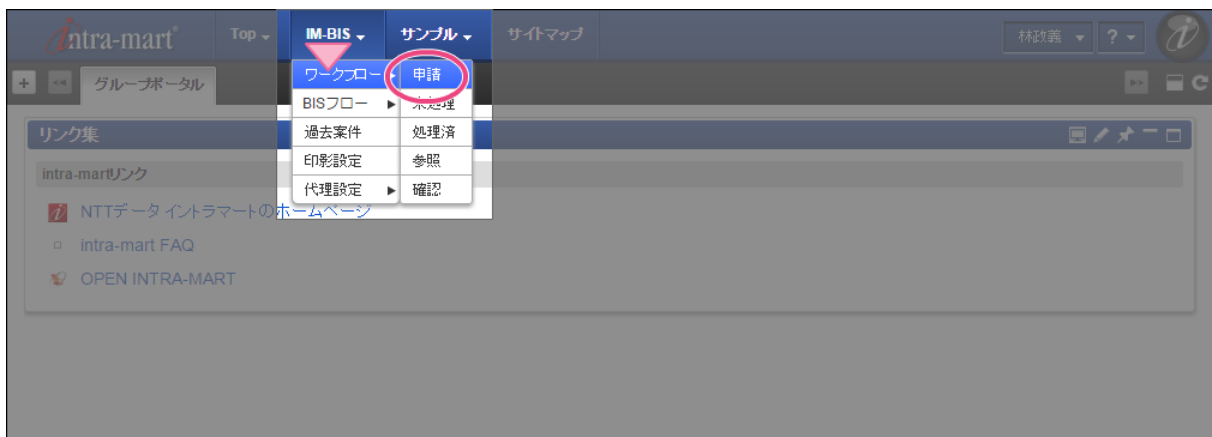 intra-mart
Top
IM-BIS
サンプル
サイトマップ
林政義
?
グループポータル
ワークフロー
申請
BISフロー
未処理
過去案件
処理済
印影設定
参照
代理設定
確認
リンク集
intra-martリンク
NTTデータ イントラマートのホームページ
intra-mart FAQ
OPEN INTRA-MART